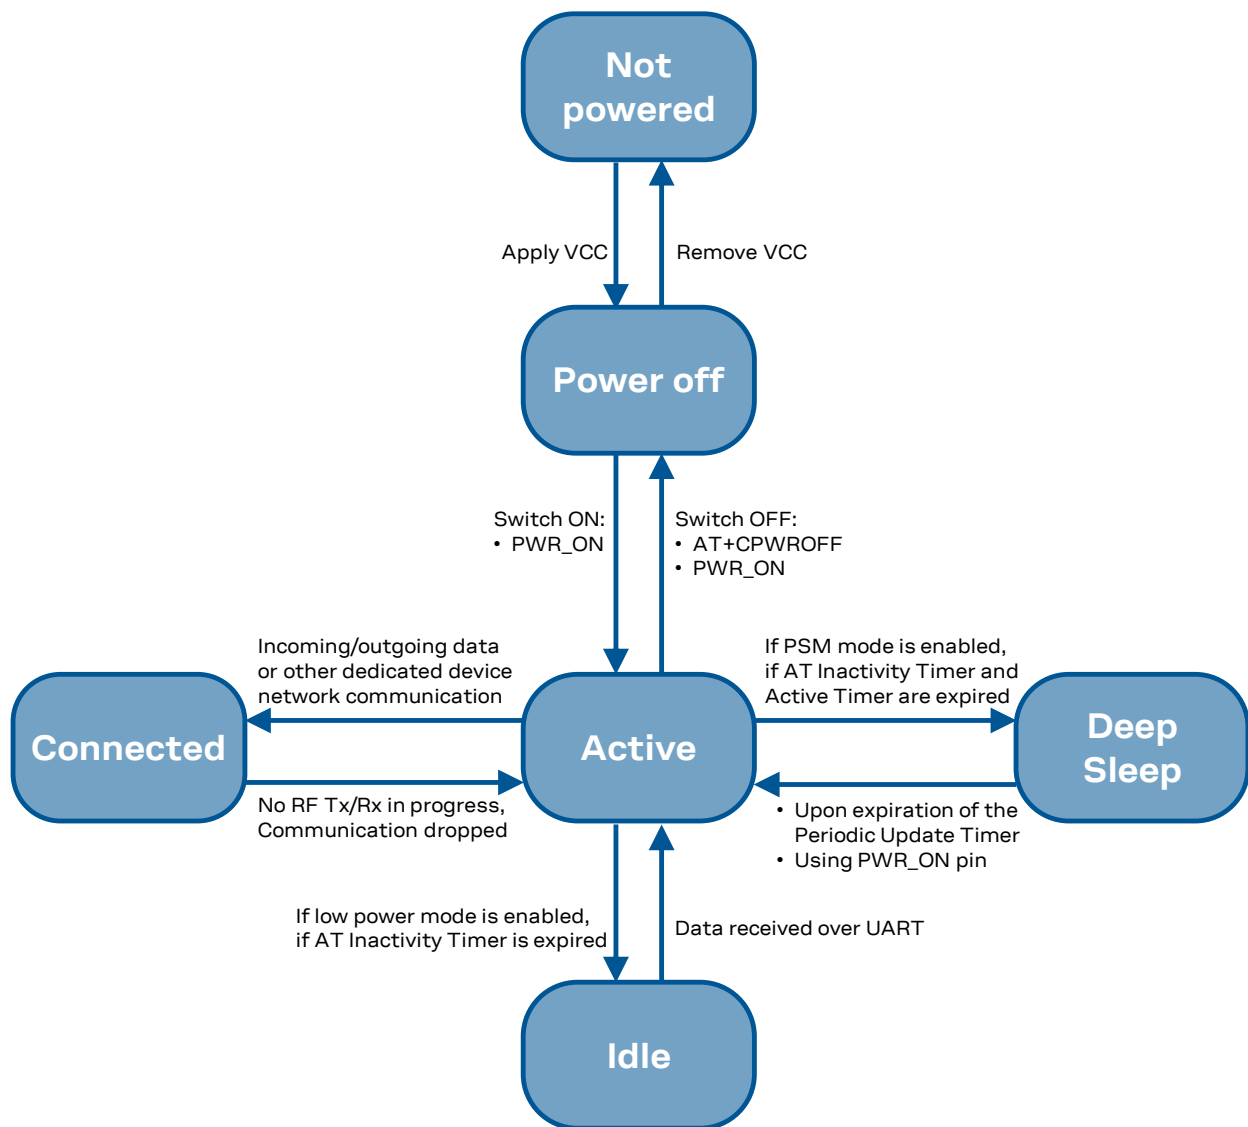 Not
powered
Apply VCC
Remove VCC
Power off
Switch ON:
• PWR_ON
Switch OFF:
• AT+CPWROFF
• PWR_ON
Incoming/outgoing data
or other dedicated device
network communication
If PSM mode is enabled,
if AT Inactivity Timer and
Active Timer are expired
Connected
Active
Deep
Sleep
No RF Tx/Rx in progress,
Communication dropped
• Upon expiration of the
Periodic Update Timer
• Using PWR_ON pin
If low power mode is enabled,
if AT Inactivity Timer is expired
Data received over UART
Idle